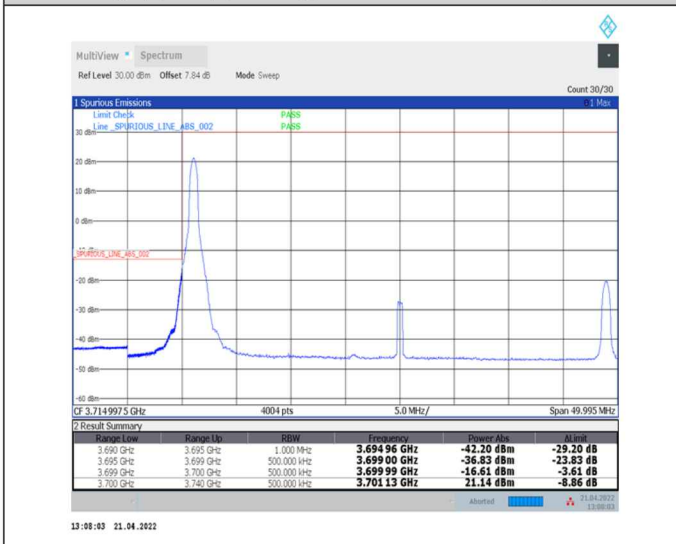 MultiView Spectrum
Ref Level 30.00 dBm Offset 7.84 dB Mode Sweep
Count 30/30
1 Spurious Emissions 1 Max
Limit Check PASS
Line _SPURIOUS_LINE_ABS_002 PASS
30 dBm
20 dBm
10 dBm
0 dBm
_SPURIOUS_LINE_ABS_002
-20 dBm
-30 dBm
-40 dBm
-50 dBm
-60 dBm
CF 3.7149975 GHz 4004 pts 5.0 MHz/ Span 49.995 MHz
2 Result Summary
Range Low Range Up RBW Frequency Power Abs ΔLimit
3.690 GHz 3.695 GHz 1.000 MHz 3.694 96 GHz -42.20 dBm -29.20 dB
3.695 GHz 3.699 GHz 500.000 kHz 3.699 00 GHz -36.83 dBm -23.83 dB
3.699 GHz 3.700 GHz 500.000 kHz 3.699 99 GHz -16.61 dBm -3.61 dB
3.700 GHz 3.740 GHz 500.000 kHz 3.701 13 GHz 21.14 dBm -8.86 dB
Aborted 21.04.2022
13:08:03
13:08:03 21.04.2022